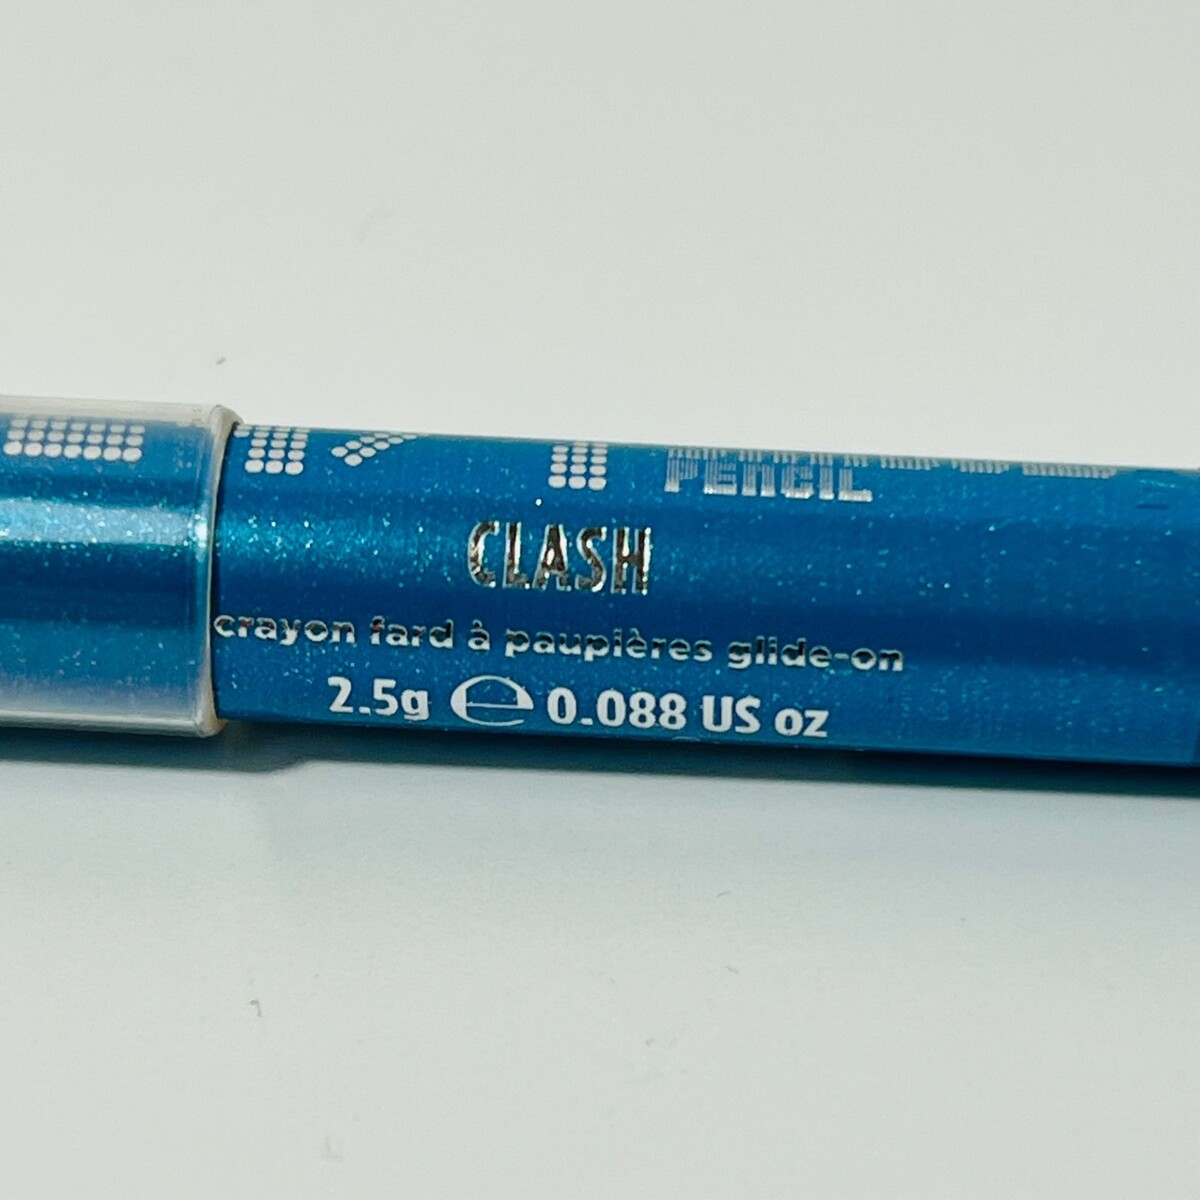 PENCIL
CLASH
crayon fard à paupières glide-on
2.5g ℮ 0.088 US oz